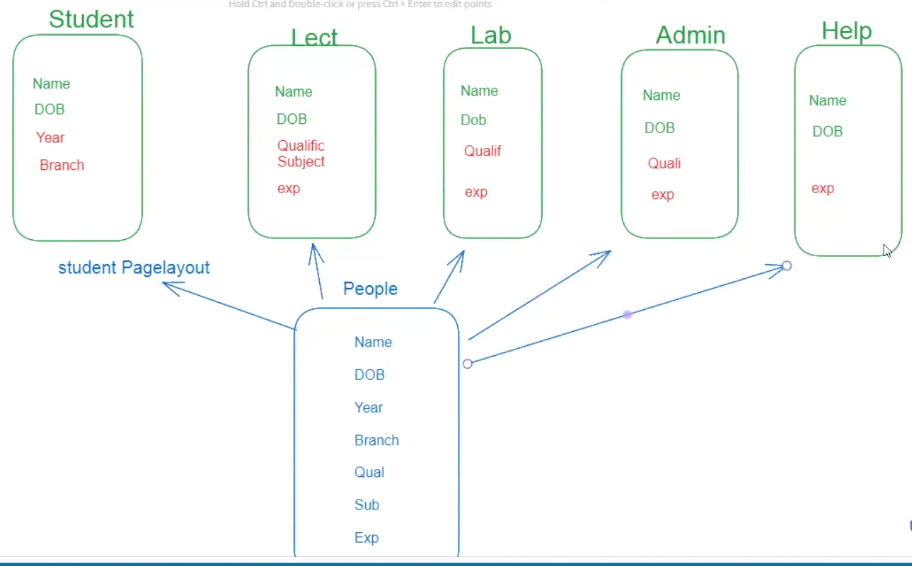 Hold Ctrl and Double-click or press Ctrl + Enter to edit points
Student
Name
DOB
Year
Branch
Lect
Name
DOB
Qualific
Subject
exp
Lab
Name
Dob
Qualif
exp
Admin
Name
DOB
Quali
exp
Help
Name
DOB
exp
student Pagelayout
People
Name
DOB
Year
Branch
Qual
Sub
Exp